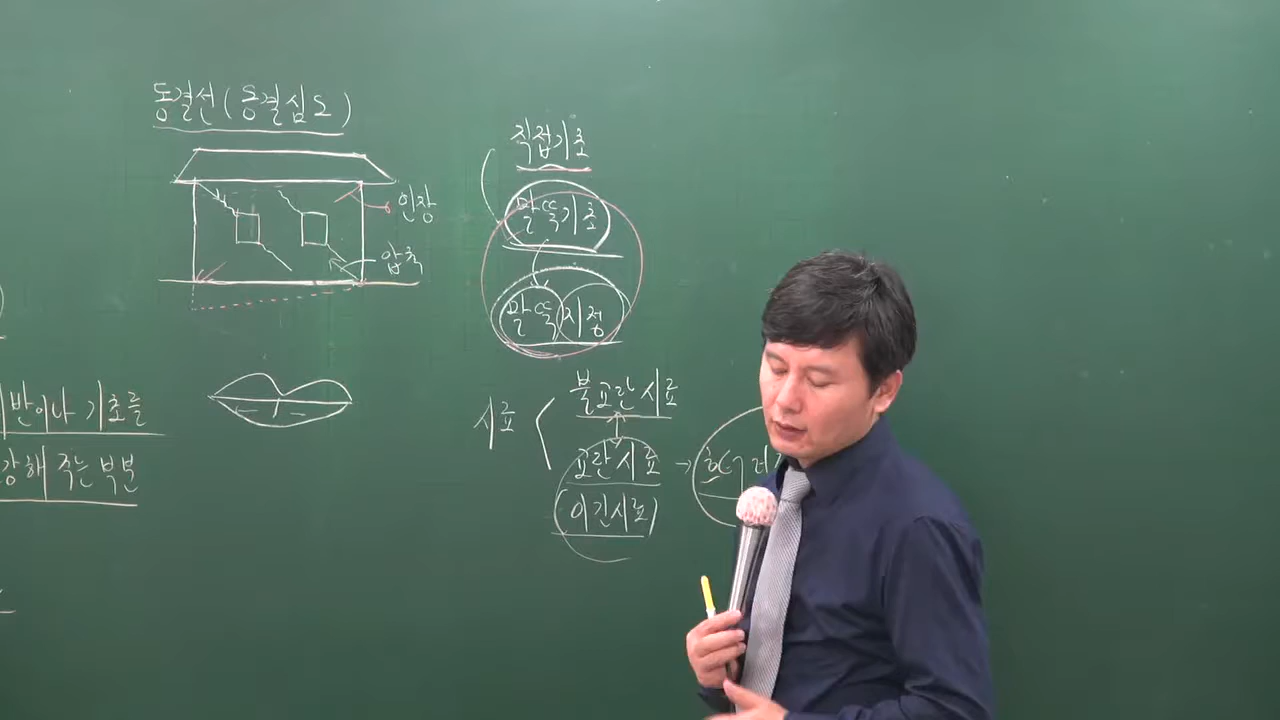 동결선(동결심도)
인장
압축
반이나 기초를
강해 주는 부분
직접기초
말뚝기초
말뚝 지정
시료
불교란시료
교란시료 →
(이긴시료)